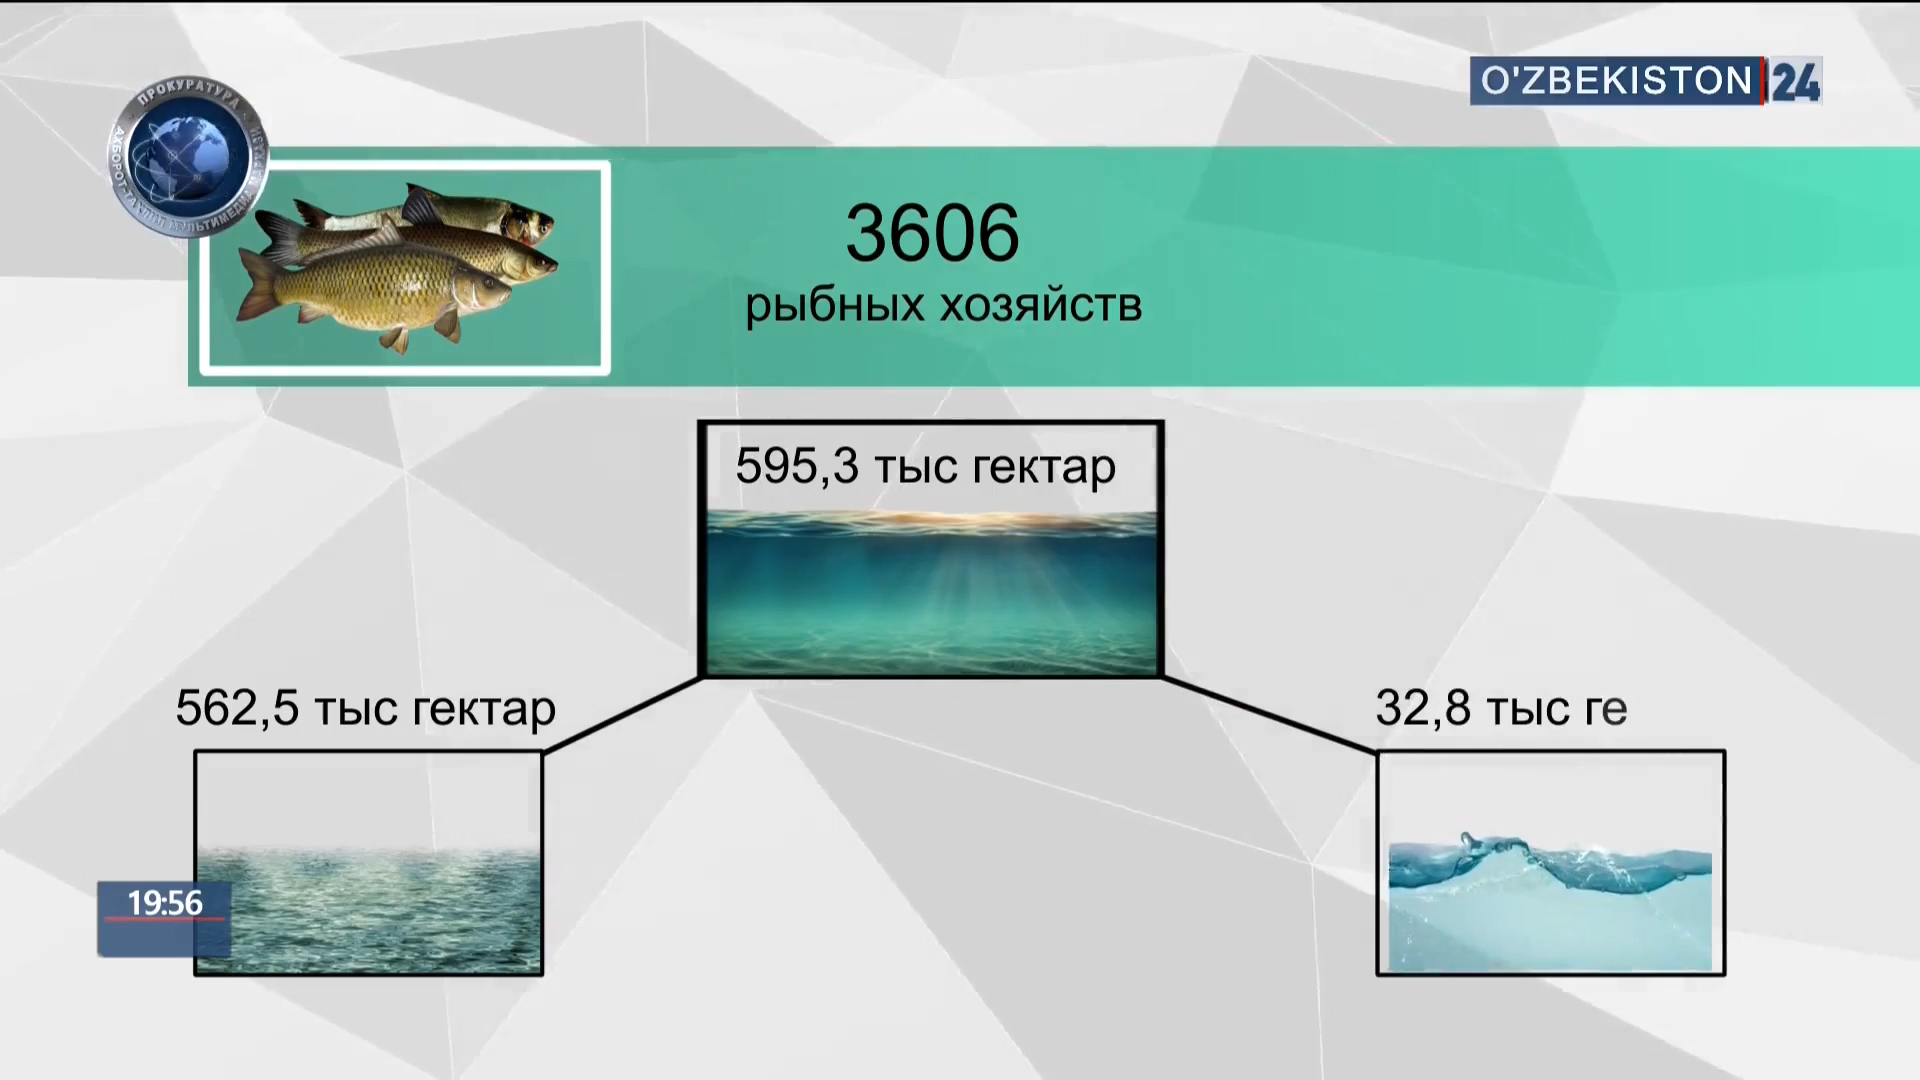 ПРОКУРАТУРА
O'ZBEKISTON 24
3606
рыбных хозяйств
595,3 тыс гектар
562,5 тыс гектар
32,8 тыс ге
19:56